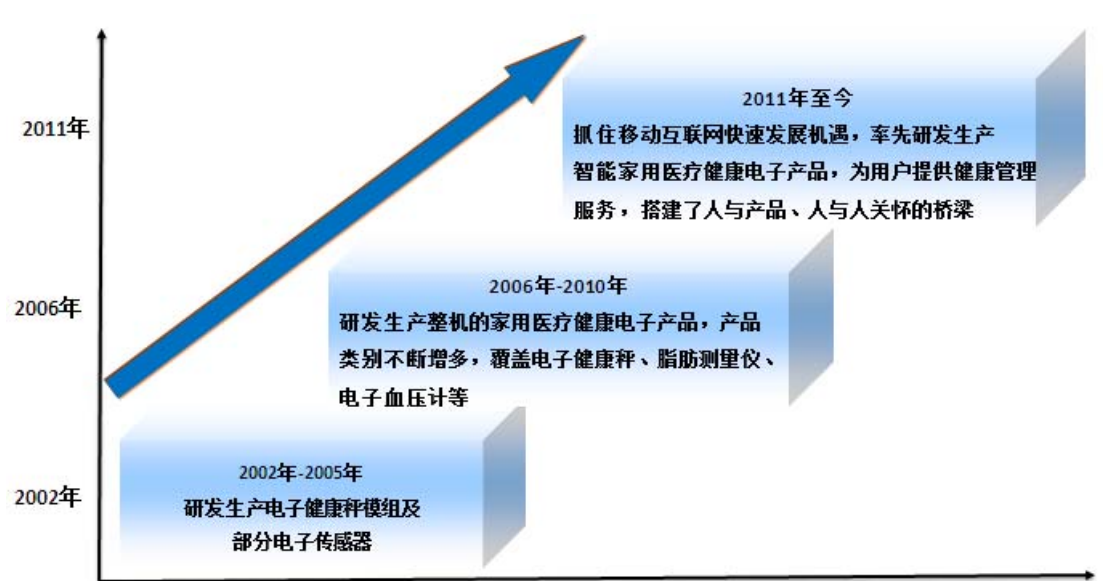 2011年
2011年至今
抓住移动互联网快速发展机遇，率先研发生产
智能家用医疗健康电子产品，为用户提供健康管理
服务，搭建了人与产品、人与人关怀的桥梁
2006年
2006年-2010年
研发生产整机的家用医疗健康电子产品，产品
类别不断增多，覆盖电子健康秤、脂肪测量仪、
电子血压计等
2002年
2002年-2005年
研发生产电子健康秤模组及
部分电子传感器